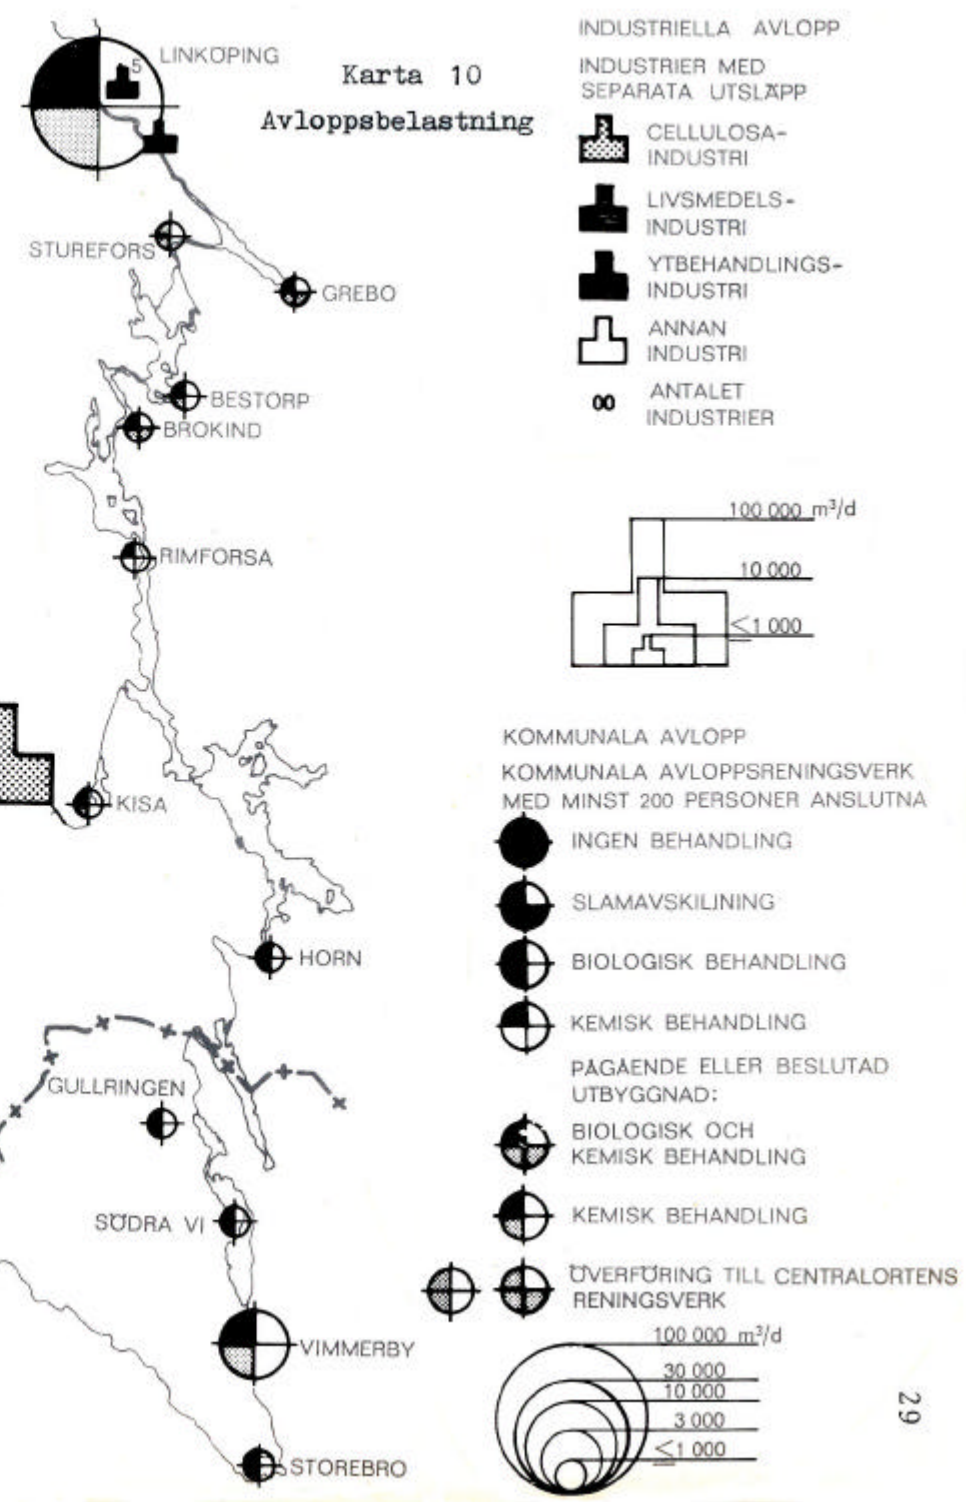 Karta 10
Avloppsbelastning
LINKÖPING
5
STUREFORS
GREBO
BESTORP
BROKIND
RIMFORSA
KISA
HORN
GULLRINGEN
SÖDRA VI
VIMMERBY
STOREBRO
INDUSTRIELLA AVLOPP
INDUSTRIER MED
SEPARATA UTSLÄPP
CELLULOSA-
INDUSTRI
LIVSMEDELS-
INDUSTRI
YTBEHANDLINGS-
INDUSTRI
ANNAN
INDUSTRI
ANTALET
INDUSTRIER
100 000 m³/d
10 000
≤1 000
KOMMUNALA AVLOPP
KOMMUNALA AVLOPPSRENINGSVERK
MED MINST 200 PERSONER ANSLUTNA
INGEN BEHANDLING
SLAMAVSKILJNING
BIOLOGISK BEHANDLING
KEMISK BEHANDLING
PÅGÅENDE ELLER BESLUTAD
UTBYGGNAD:
BIOLOGISK OCH
KEMISK BEHANDLING
KEMISK BEHANDLING
ÖVERFÖRING TILL CENTRALORTENS
RENINGSVERK
100 000 m³/d
30 000
10 000
3 000
≤1 000
29